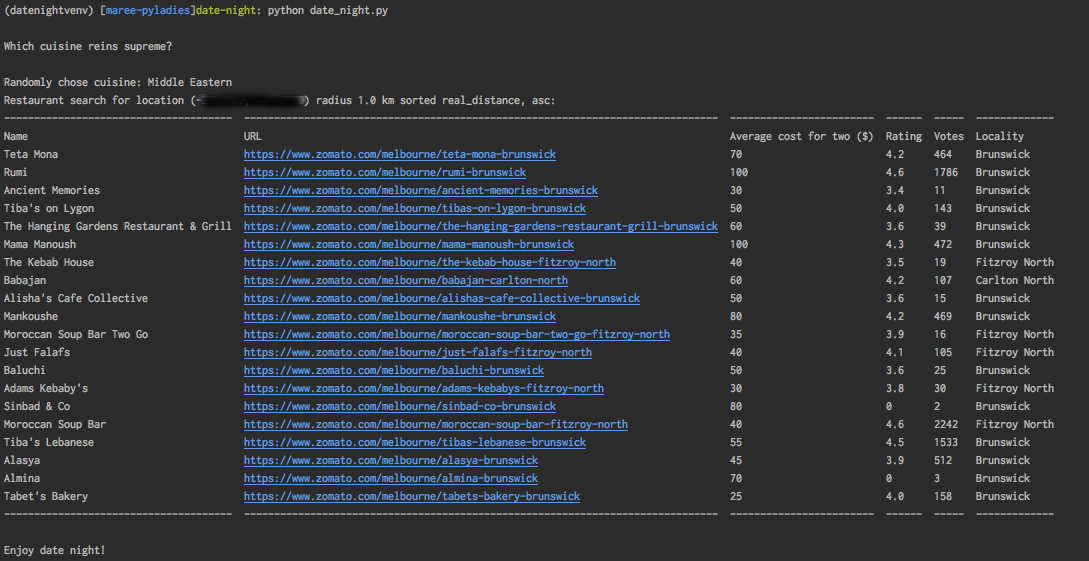 (datenightvenv) [maree-pyladies]date-night: python date_night.py
Which cuisine reins supreme?
Randomly chose cuisine: Middle Eastern
Restaurant search for location (-) radius 1.0 km sorted real_distance, asc:
-------------------------------------- ------------------------------------------------------------------------------- ------------------------ ------ ----- -------------
Name URL Average cost for two ($) Rating Votes Locality
Teta Mona https://www.zomato.com/melbourne/teta-mona-brunswick 70 4.2 464 Brunswick
Rumi https://www.zomato.com/melbourne/rumi-brunswick 100 4.6 1786 Brunswick
Ancient Memories https://www.zomato.com/melbourne/ancient-memories-brunswick 30 3.4 11 Brunswick
Tiba's on Lygon https://www.zomato.com/melbourne/tibas-on-lygon-brunswick 50 4.0 143 Brunswick
The Hanging Gardens Restaurant & Grill https://www.zomato.com/melbourne/the-hanging-gardens-restaurant-grill-brunswick 60 3.6 39 Brunswick
Mama Manoush https://www.zomato.com/melbourne/mama-manoush-brunswick 100 4.3 472 Brunswick
The Kebab House https://www.zomato.com/melbourne/the-kebab-house-fitzroy-north 40 3.5 19 Fitzroy North
Babajan https://www.zomato.com/melbourne/babajan-carlton-north 60 4.2 107 Carlton North
Alisha's Cafe Collective https://www.zomato.com/melbourne/alishas-cafe-collective-brunswick 50 3.6 15 Brunswick
Mankoushe https://www.zomato.com/melbourne/mankoushe-brunswick 80 4.2 469 Brunswick
Moroccan Soup Bar Two Go https://www.zomato.com/melbourne/moroccan-soup-bar-two-go-fitzroy-north 35 3.9 16 Fitzroy North
Just Falafs https://www.zomato.com/melbourne/just-falafs-fitzroy-north 40 4.1 105 Fitzroy North
Baluchi https://www.zomato.com/melbourne/baluchi-brunswick 50 3.6 25 Brunswick
Adams Kebaby's https://www.zomato.com/melbourne/adams-kebabys-fitzroy-north 30 3.8 30 Fitzroy North
Sinbad & Co https://www.zomato.com/melbourne/sinbad-co-brunswick 80 0 2 Brunswick
Moroccan Soup Bar https://www.zomato.com/melbourne/moroccan-soup-bar-fitzroy-north 40 4.6 2242 Fitzroy North
Tiba's Lebanese https://www.zomato.com/melbourne/tibas-lebanese-brunswick 55 4.5 1533 Brunswick
Alasya https://www.zomato.com/melbourne/alasya-brunswick 45 3.9 512 Brunswick
Almina https://www.zomato.com/melbourne/almina-brunswick 70 0 3 Brunswick
Tabet's Bakery https://www.zomato.com/melbourne/tabets-bakery-brunswick 25 4.0 158 Brunswick
-------------------------------------- ------------------------------------------------------------------------------- ------------------------ ------ ----- -------------
Enjoy date night!